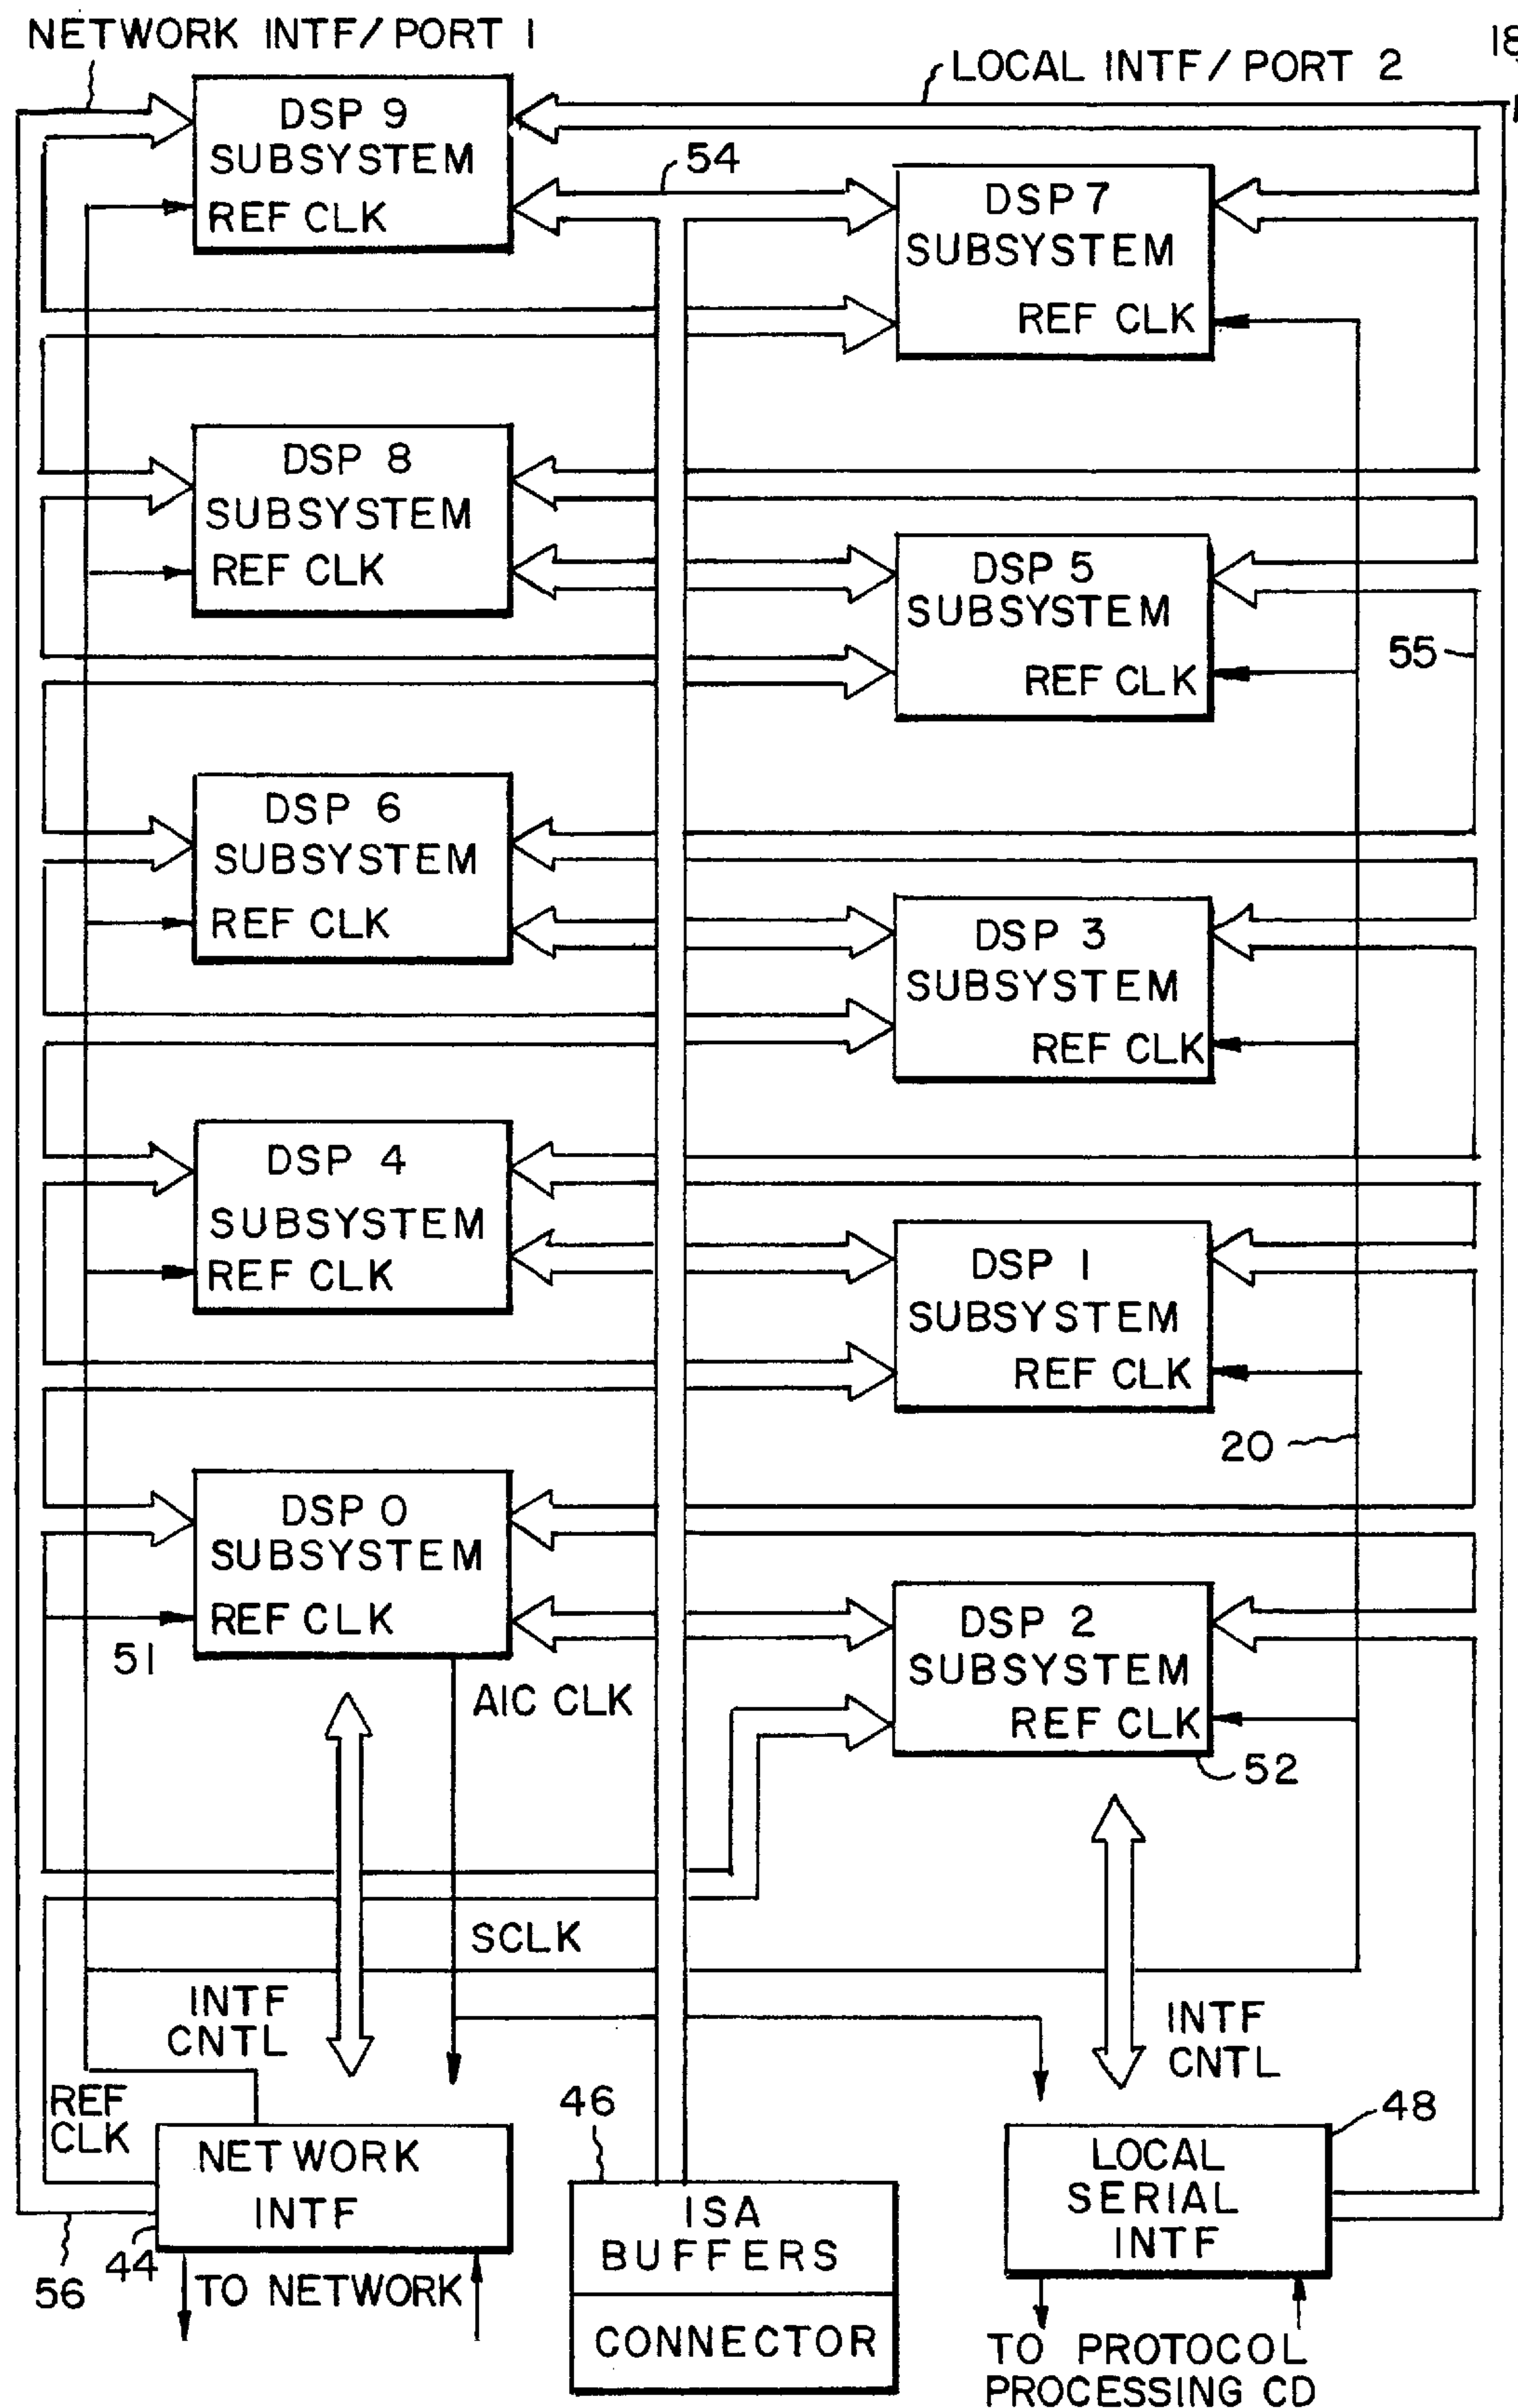 NETWORK INTF/PORT 1
LOCAL INTF/PORT 2
18
DSP 9
SUBSYSTEM
REF CLK
54
DSP 7
SUBSYSTEM
REF CLK
DSP 8
SUBSYSTEM
REF CLK
DSP 5
SUBSYSTEM
REF CLK
55
DSP 6
SUBSYSTEM
REF CLK
DSP 3
SUBSYSTEM
REF CLK
DSP 4
SUBSYSTEM
REF CLK
DSP 1
SUBSYSTEM
REF CLK
20
DSP 0
SUBSYSTEM
REF CLK
51
AIC CLK
DSP 2
SUBSYSTEM
REF CLK
52
SCLK
INTF
CNTL
INTF
CNTL
REF
CLK
46
48
NETWORK
INTF
ISA
BUFFERS
CONNECTOR
LOCAL
SERIAL
INTF
56
44
TO NETWORK
TO PROTOCOL
PROCESSING CD